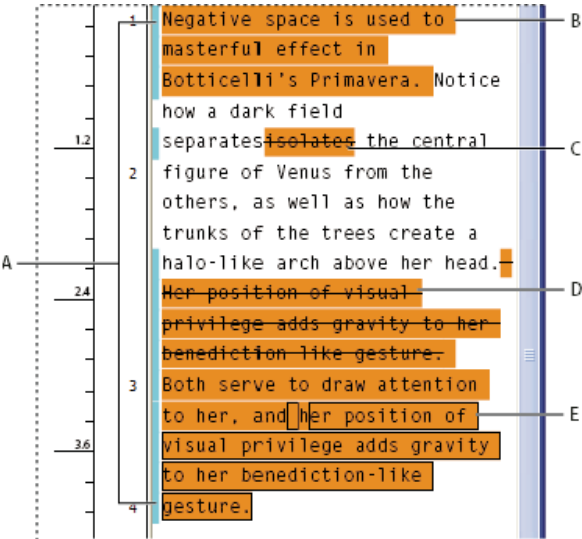 1 Negative space is used to B
masterful effect in
Botticelli's Primavera. Notice
how a dark field
1.2 separatesisolates the central C
2 figure of Venus from the
others, as well as how the
trunks of the trees create a
A halo-like arch above her head.
2.4 Her position of visual D
privilege adds gravity to her
benediction like gesture.
3 Both serve to draw attention
to her, and her position of E
3.6 visual privilege adds gravity
to her benediction-like
4 gesture.